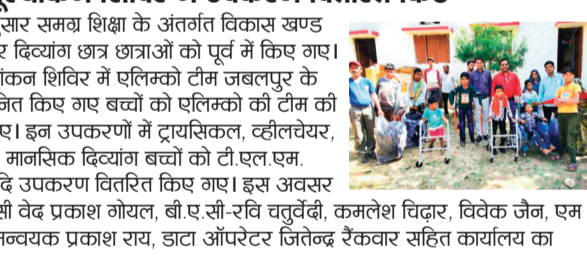 सार समग्र शिक्षा के अंतर्गत विकास खण्ड
दिव्यांग छात्र छात्राओं को पूर्व में किए गए।
शिविर में एलिम्को टीम जबलपुर के
किए गए बच्चों को एलिम्को की टीम की
ए। इन उपकरणों में ट्रायसिकल, व्हीलचेयर,
मानसिक दिव्यांग बच्चों को टी.एल.एम.
दि उपकरण वितरित किए गए। इस अवसर
सी वेद प्रकाश गोयल, बी.ए.सी-रवि चतुर्वेदी, कमलेश चिढ़ार, विवेक जैन, एम
न्वयक प्रकाश राय, डाटा ऑपरेटर जितेन्द्र रैंकवार सहित कार्यालय का